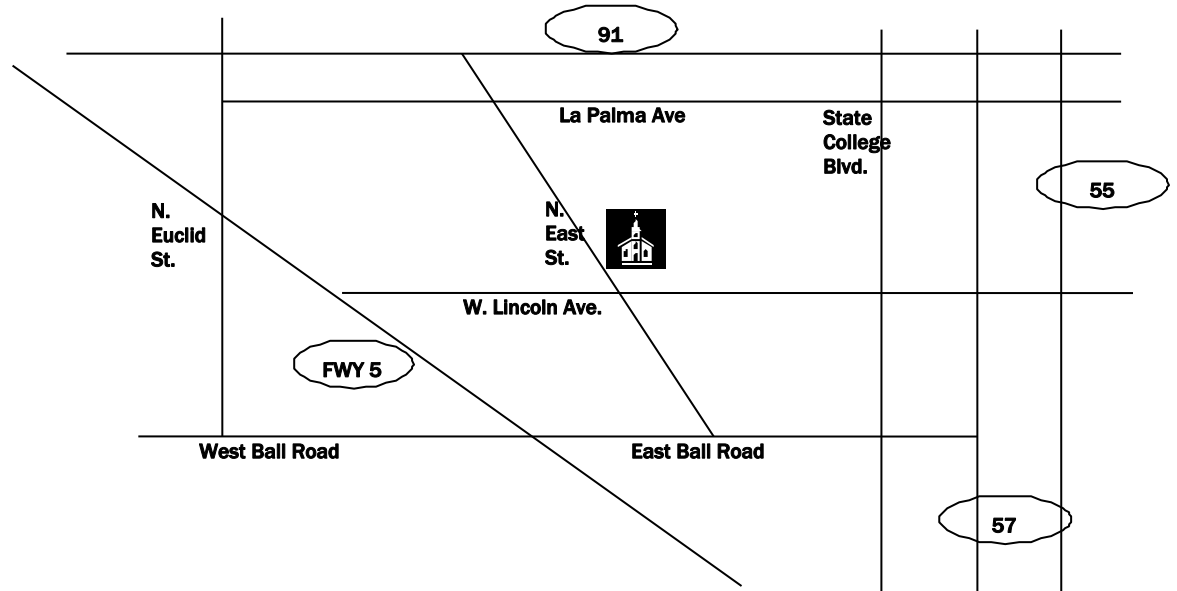 91
La Palma Ave
State
College
Blvd.
55
N.
Euclid
St.
N.
East
St.
W. Lincoln Ave.
FWY 5
West Ball Road
East Ball Road
57